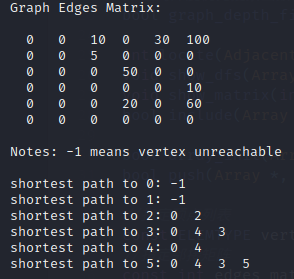 Graph Edges Matrix:
0 0 10 0 30 100
0 0 5 0 0 0
0 0 0 50 0 0
0 0 0 0 0 10
0 0 0 20 0 60
0 0 0 0 0 0
Notes: -1 means vertex unreachable
shortest path to 0: -1
shortest path to 1: -1
shortest path to 2: 0 2
shortest path to 3: 0 4 3
shortest path to 4: 0 4
shortest path to 5: 0 4 3 5